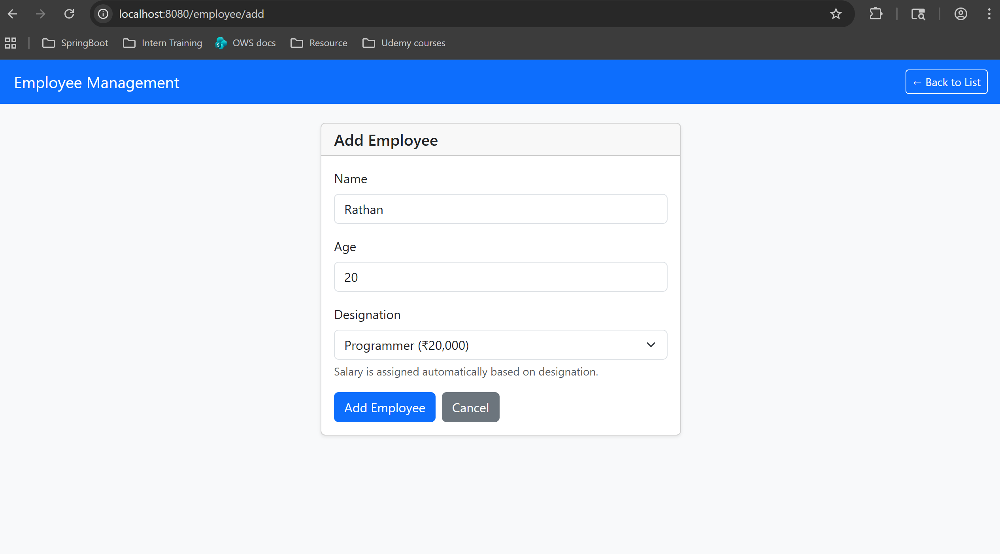 localhost:8080/employee/add
SpringBoot Intern Training OWS docs Resource Udemy courses
Employee Management
← Back to List
Add Employee
Name
Rathan
Age
20
Designation
Programmer (₹20,000)
Salary is assigned automatically based on designation.
Add Employee Cancel